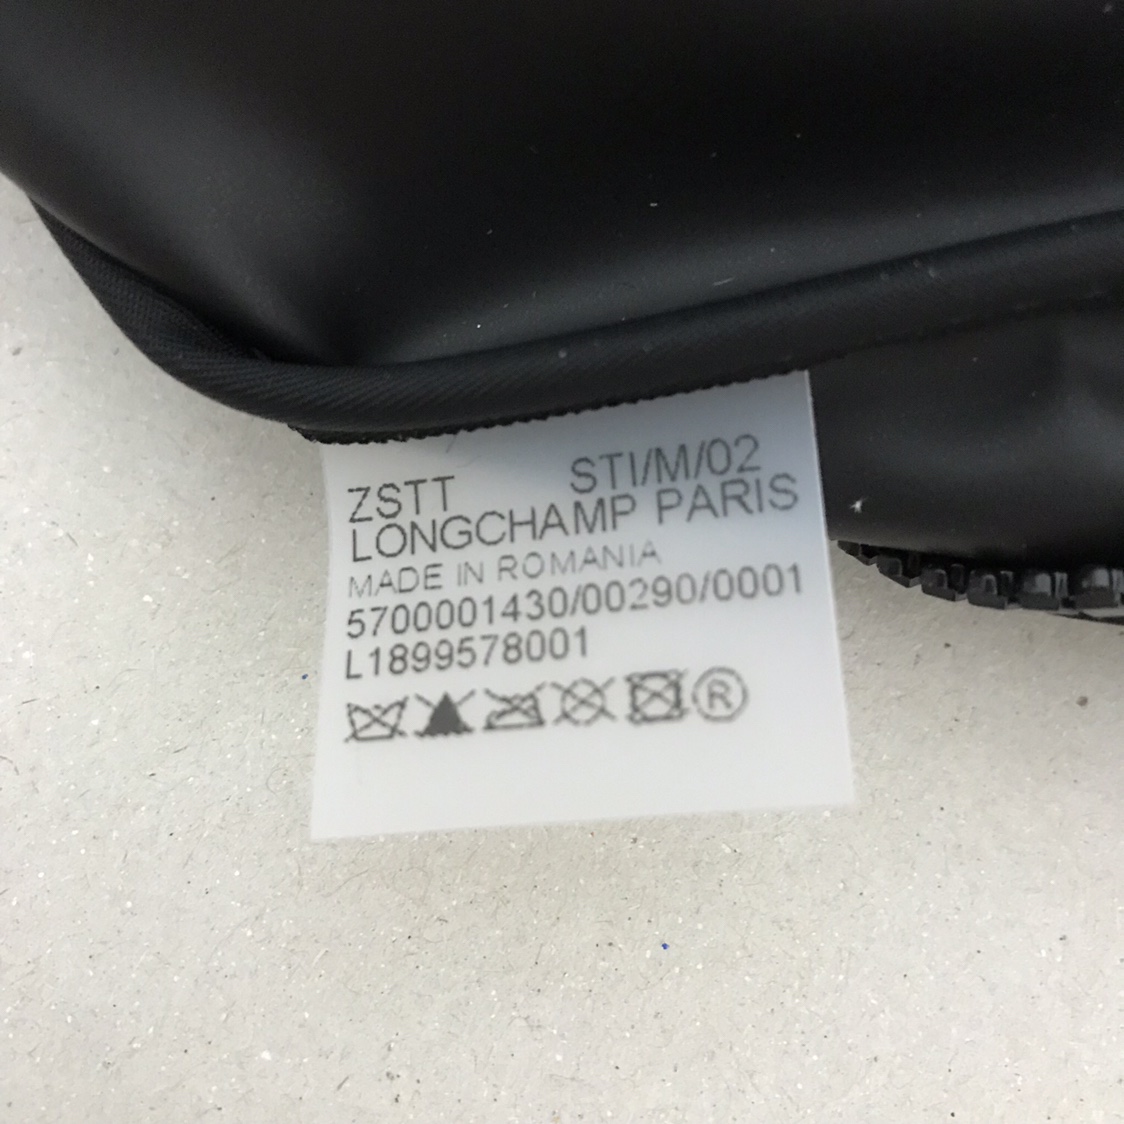 ZSTT STI/M/02
LONGCHAMP PARIS
MADE IN ROMANIA
5700001430/00290/0001
L1899578001
®